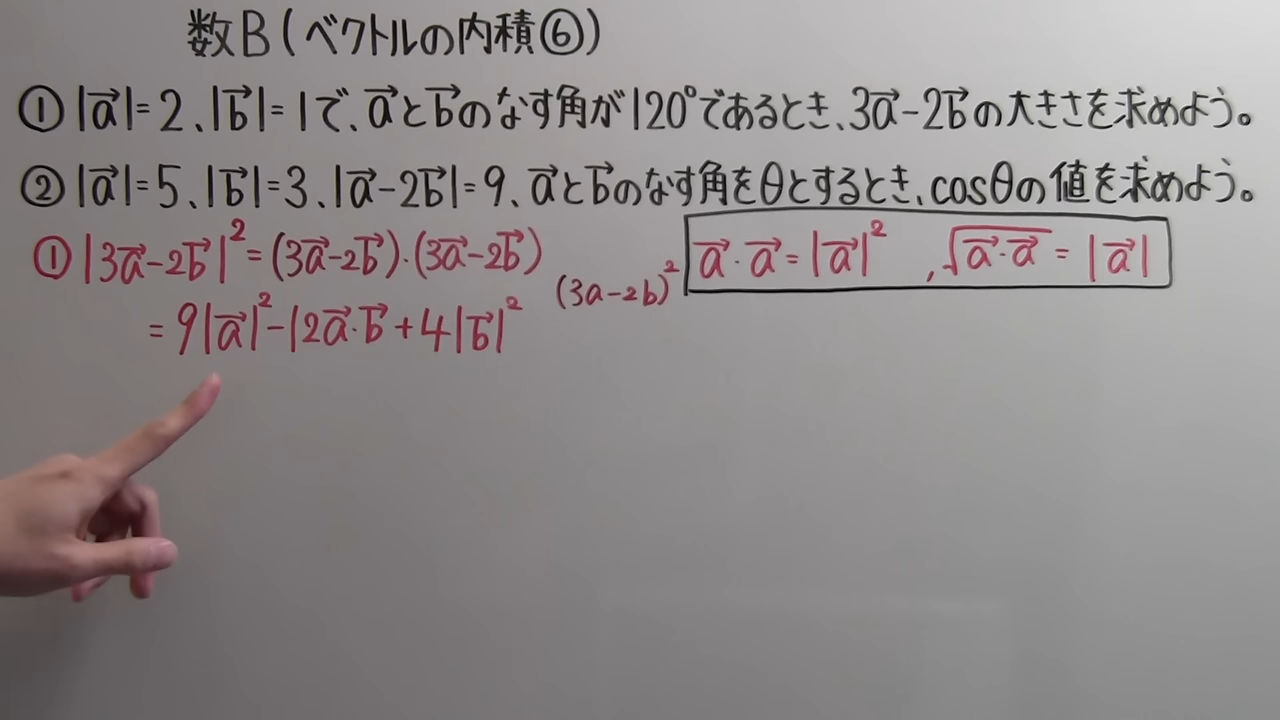 数B(ベクトルの内積⑥)
①|a→|=2、|b→|=1で、a→とb→のなす角が120°であるとき、3a→-2b→の大きさを求めよう。
②|a→|=5、|b→|=3、|a→-2b→|=9、a→とb→のなす角をθとするとき、cosθの値を求めよう。
①|3a→-2b→|²=(3a→-2b→)·(3a→-2b→)
(3a-2b)²
a→·a→=|a→|² ,√a→·a→=|a→|
=9|a→|²-12a→·b→+4|b→|²